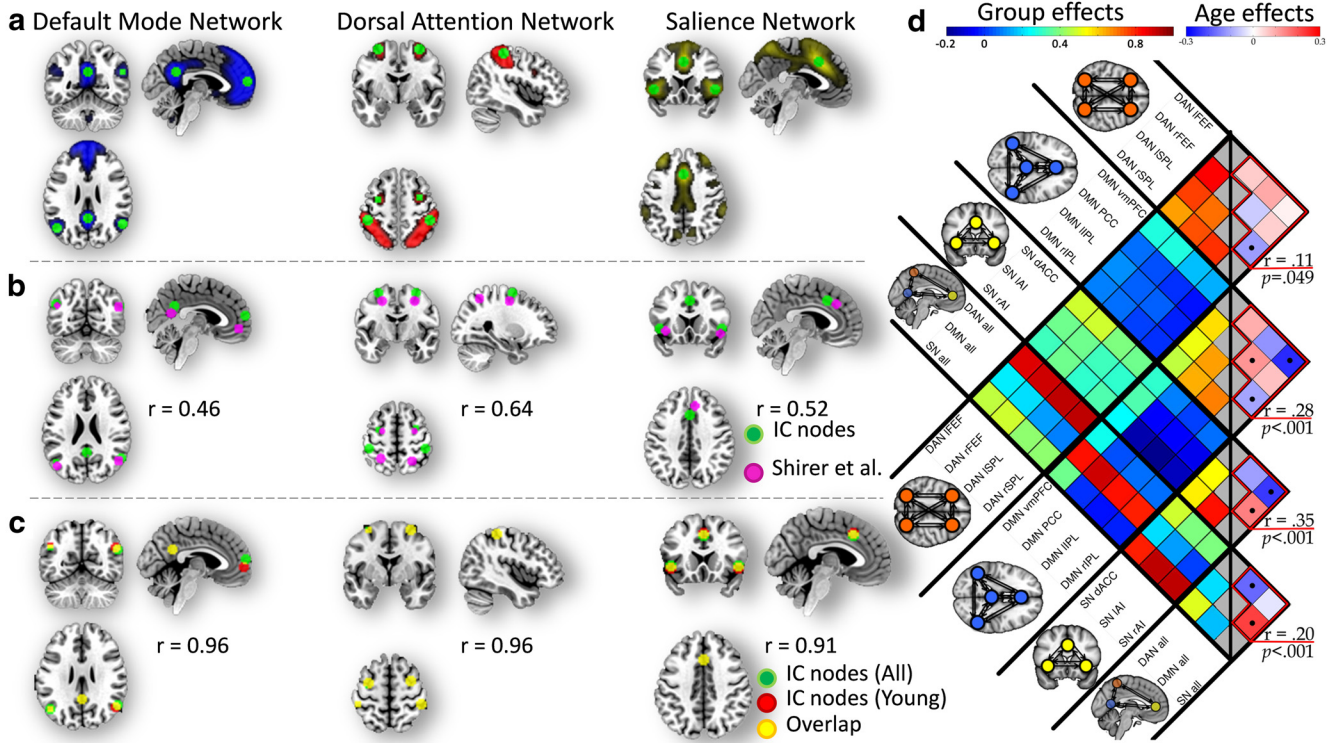 a Default Mode Network Dorsal Attention Network Salience Network
b
r = 0.46 r = 0.64 r = 0.52
IC nodes
Shirer et al.
c
r = 0.96 r = 0.96 r = 0.91
IC nodes (All)
IC nodes (Young)
Overlap
d Group effects Age effects
-0.2 0 0.4 0.8 -0.3 0 0.3
DAN lFEF
DAN rFEF
DAN lSPL
DAN rSPL
DMN vmPFC
DMN PCC
DMN lIPL
DMN rIPL
SN dACC
SN lAI
SN rAI
DAN all
DMN all
SN all
r = .11
p=.049
r = .28
p<.001
r = .35
p<.001
r = .20
p<.001
DAN lFEF
DAN rFEF
DAN lSPL
DAN rSPL
DMN vmPFC
DMN PCC
DMN lIPL
DMN rIPL
SN dACC
SN lAI
SN rAI
DAN all
DMN all
SN all